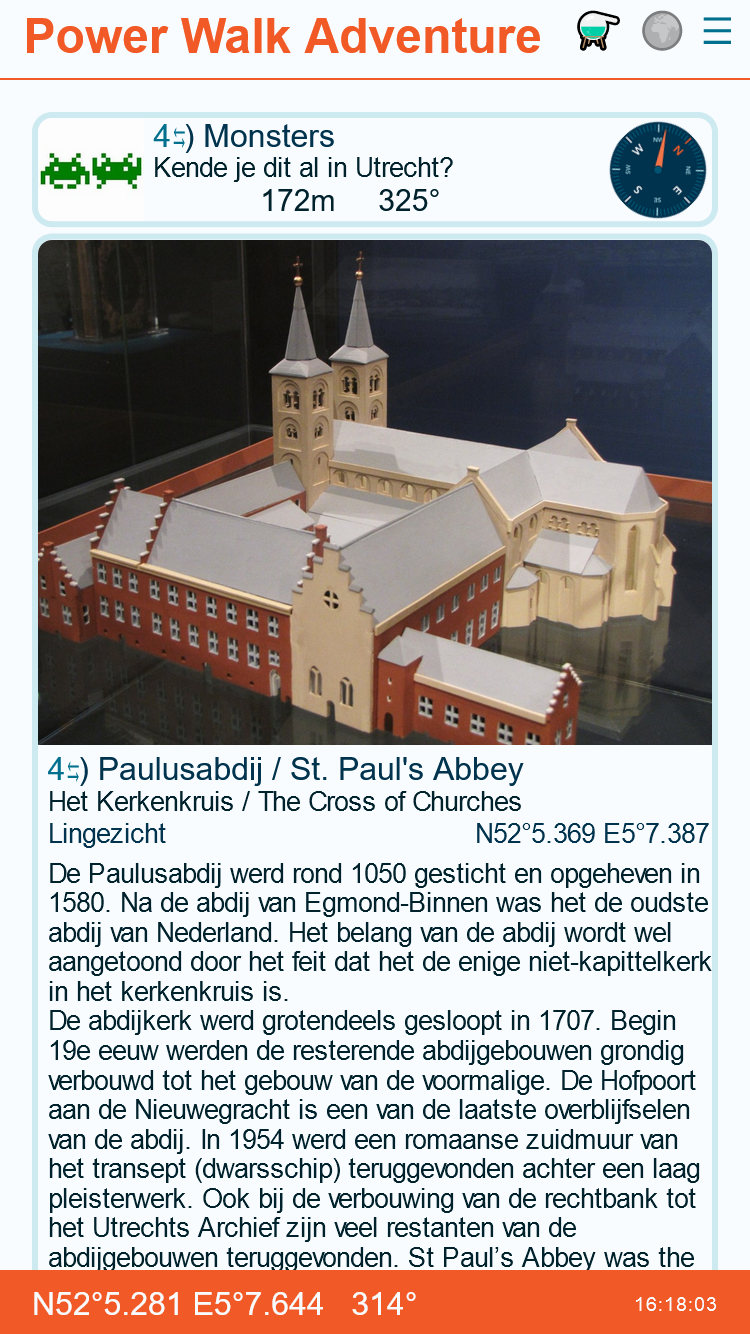 Power Walk Adventure
4⇆) Monsters
Kende je dit al in Utrecht?
172m 325°
4⇆) Paulusabdij / St. Paul's Abbey
Het Kerkenkruis / The Cross of Churches
Lingezicht N52°5.369 E5°7.387
De Paulusabdij werd rond 1050 gesticht en opgeheven in
1580. Na de abdij van Egmond-Binnen was het de oudste
abdij van Nederland. Het belang van de abdij wordt wel
aangetoond door het feit dat het de enige niet-kapittelkerk
in het kerkenkruis is.
De abdijkerk werd grotendeels gesloopt in 1707. Begin
19e eeuw werden de resterende abdijgebouwen grondig
verbouwd tot het gebouw van de voormalige. De Hofpoort
aan de Nieuwegracht is een van de laatste overblijfselen
van de abdij. In 1954 werd een romaanse zuidmuur van
het transept (dwarsschip) teruggevonden achter een laag
pleisterwerk. Ook bij de verbouwing van de rechtbank tot
het Utrechts Archief zijn veel restanten van de
abdijgebouwen teruggevonden. St Paul’s Abbey was the
N52°5.281 E5°7.644 314° 16:18:03